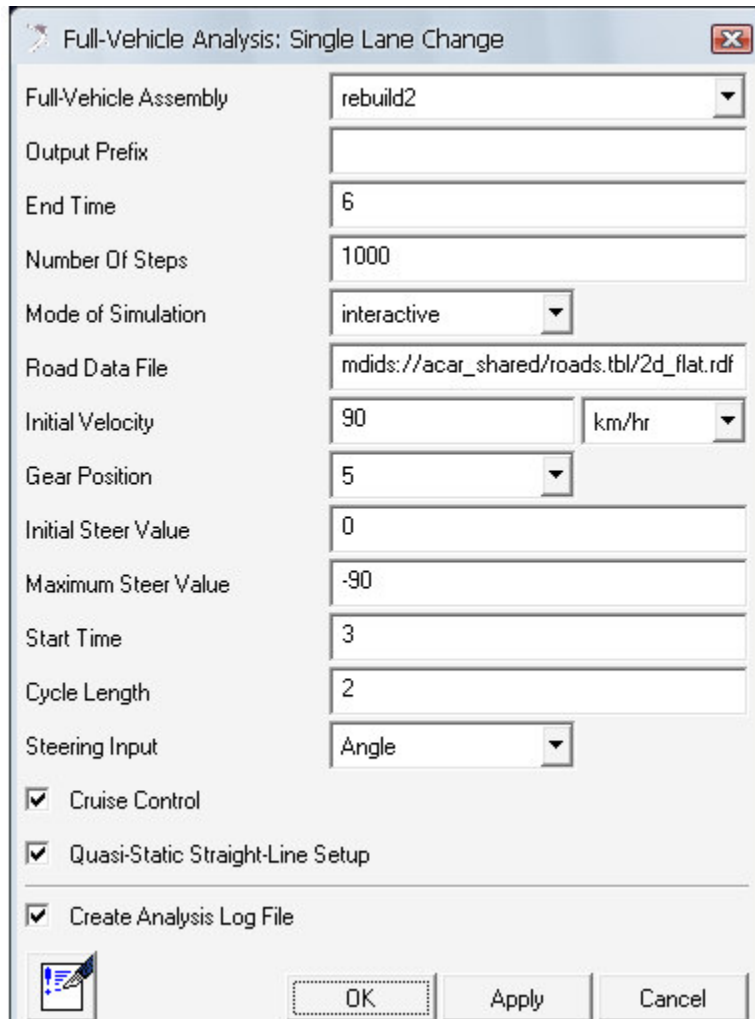 Full-Vehicle Analysis: Single Lane Change
Full-Vehicle Assembly rebuild2
Output Prefix
End Time 6
Number Of Steps 1000
Mode of Simulation interactive
Road Data File mdids://acar_shared/roads.tbl/2d_flat.rdf
Initial Velocity 90 km/hr
Gear Position 5
Initial Steer Value 0
Maximum Steer Value -90
Start Time 3
Cycle Length 2
Steering Input Angle
Cruise Control
Quasi-Static Straight-Line Setup
Create Analysis Log File
OK Apply Cancel